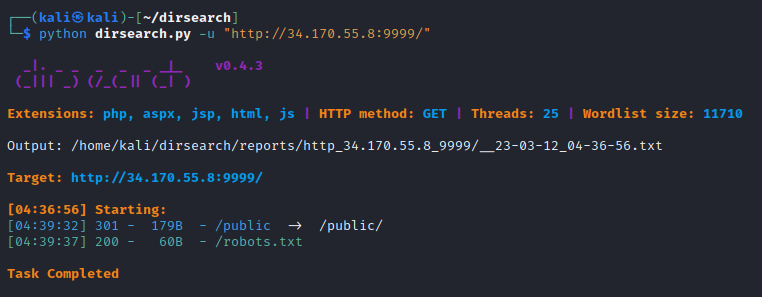 ┌──(kali㉿kali)-[~/dirsearch]
└─$ python dirsearch.py -u "http://34.170.55.8:9999/"
  _|. _ _  _  _  _ _|_    v0.4.3
 (_||| _) (/_(_|| (_| )
Extensions: php, aspx, jsp, html, js | HTTP method: GET | Threads: 25 | Wordlist size: 11710
Output: /home/kali/dirsearch/reports/http_34.170.55.8_9999/__23-03-12_04-36-56.txt
Target: http://34.170.55.8:9999/
[04:36:56] Starting:
[04:39:32] 301 -  179B  - /public  ->  /public/
[04:39:37] 200 -   60B  - /robots.txt
Task Completed